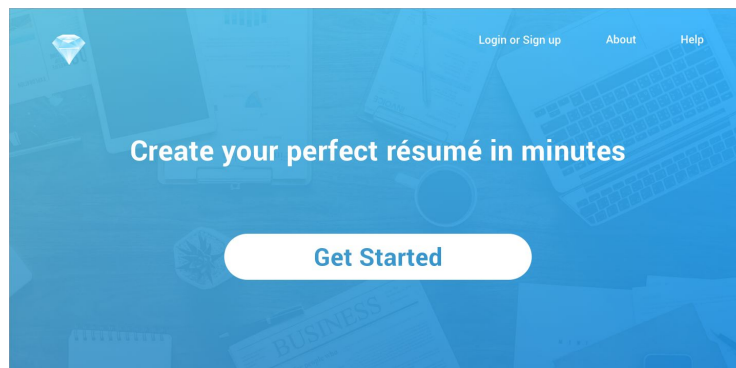 Login or Sign up About Help
Create your perfect résumé in minutes
Get Started
BUSINESS